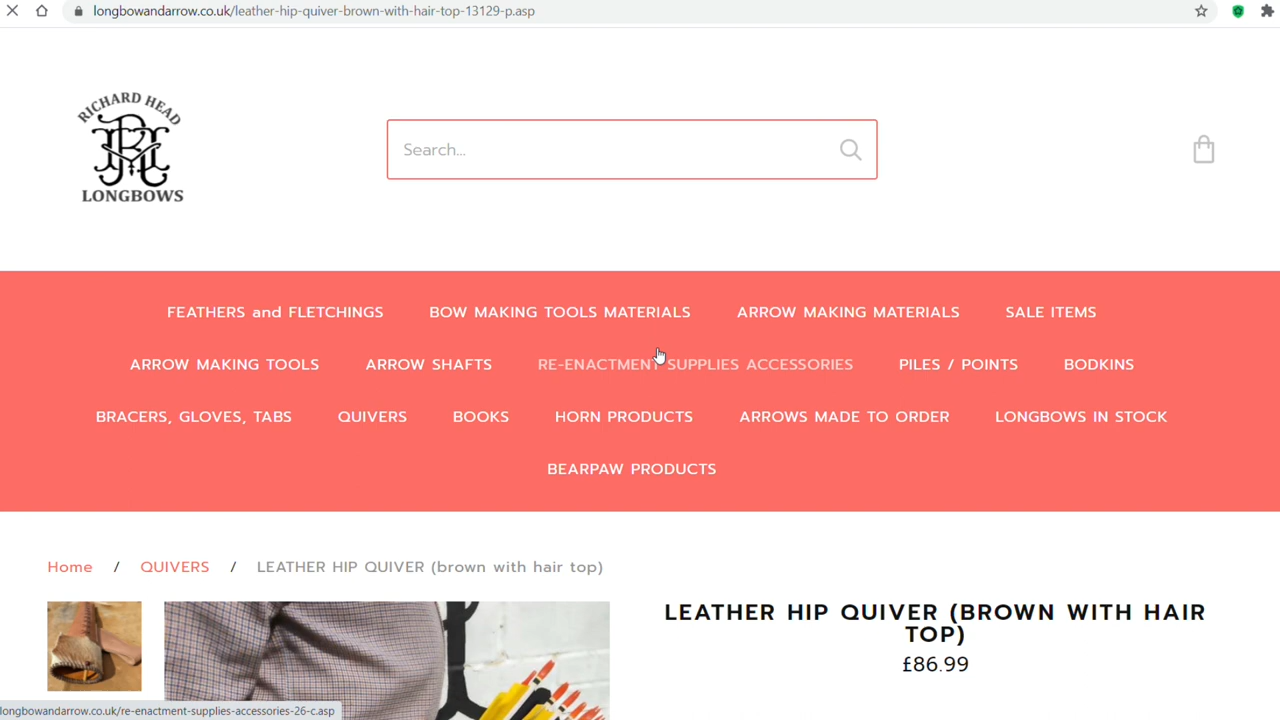 longbowandarrow.co.uk/leather-hip-quiver-brown-with-hair-top-13129-p.asp
RICHARD HEAD
RH
LONGBOWS
Search...
FEATHERS and FLETCHINGS BOW MAKING TOOLS MATERIALS ARROW MAKING MATERIALS SALE ITEMS
ARROW MAKING TOOLS ARROW SHAFTS RE-ENACTMENT SUPPLIES ACCESSORIES PILES / POINTS BODKINS
BRACERS, GLOVES, TABS QUIVERS BOOKS HORN PRODUCTS ARROWS MADE TO ORDER LONGBOWS IN STOCK
BEARPAW PRODUCTS
Home / QUIVERS / LEATHER HIP QUIVER (brown with hair top)
LEATHER HIP QUIVER (BROWN WITH HAIR
TOP)
£86.99
longbowandarrow.co.uk/re-enactment-supplies-accessories-26-c.asp